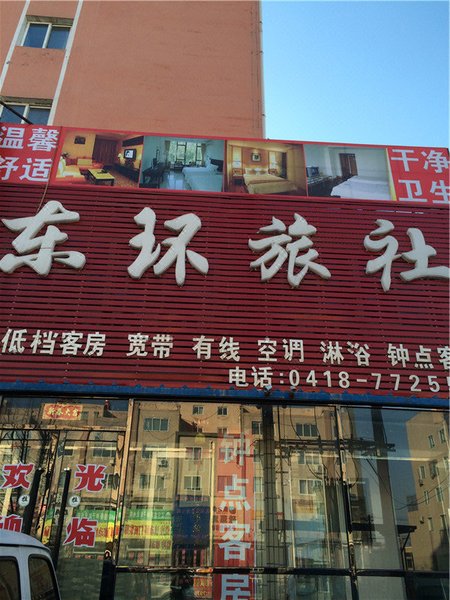 温馨
舒适
干净
卫生
东环旅社
低档客房 宽带 有线 空调 淋浴 钟点客
电话:0418-7725
欢 光
迎 临
钟点客房